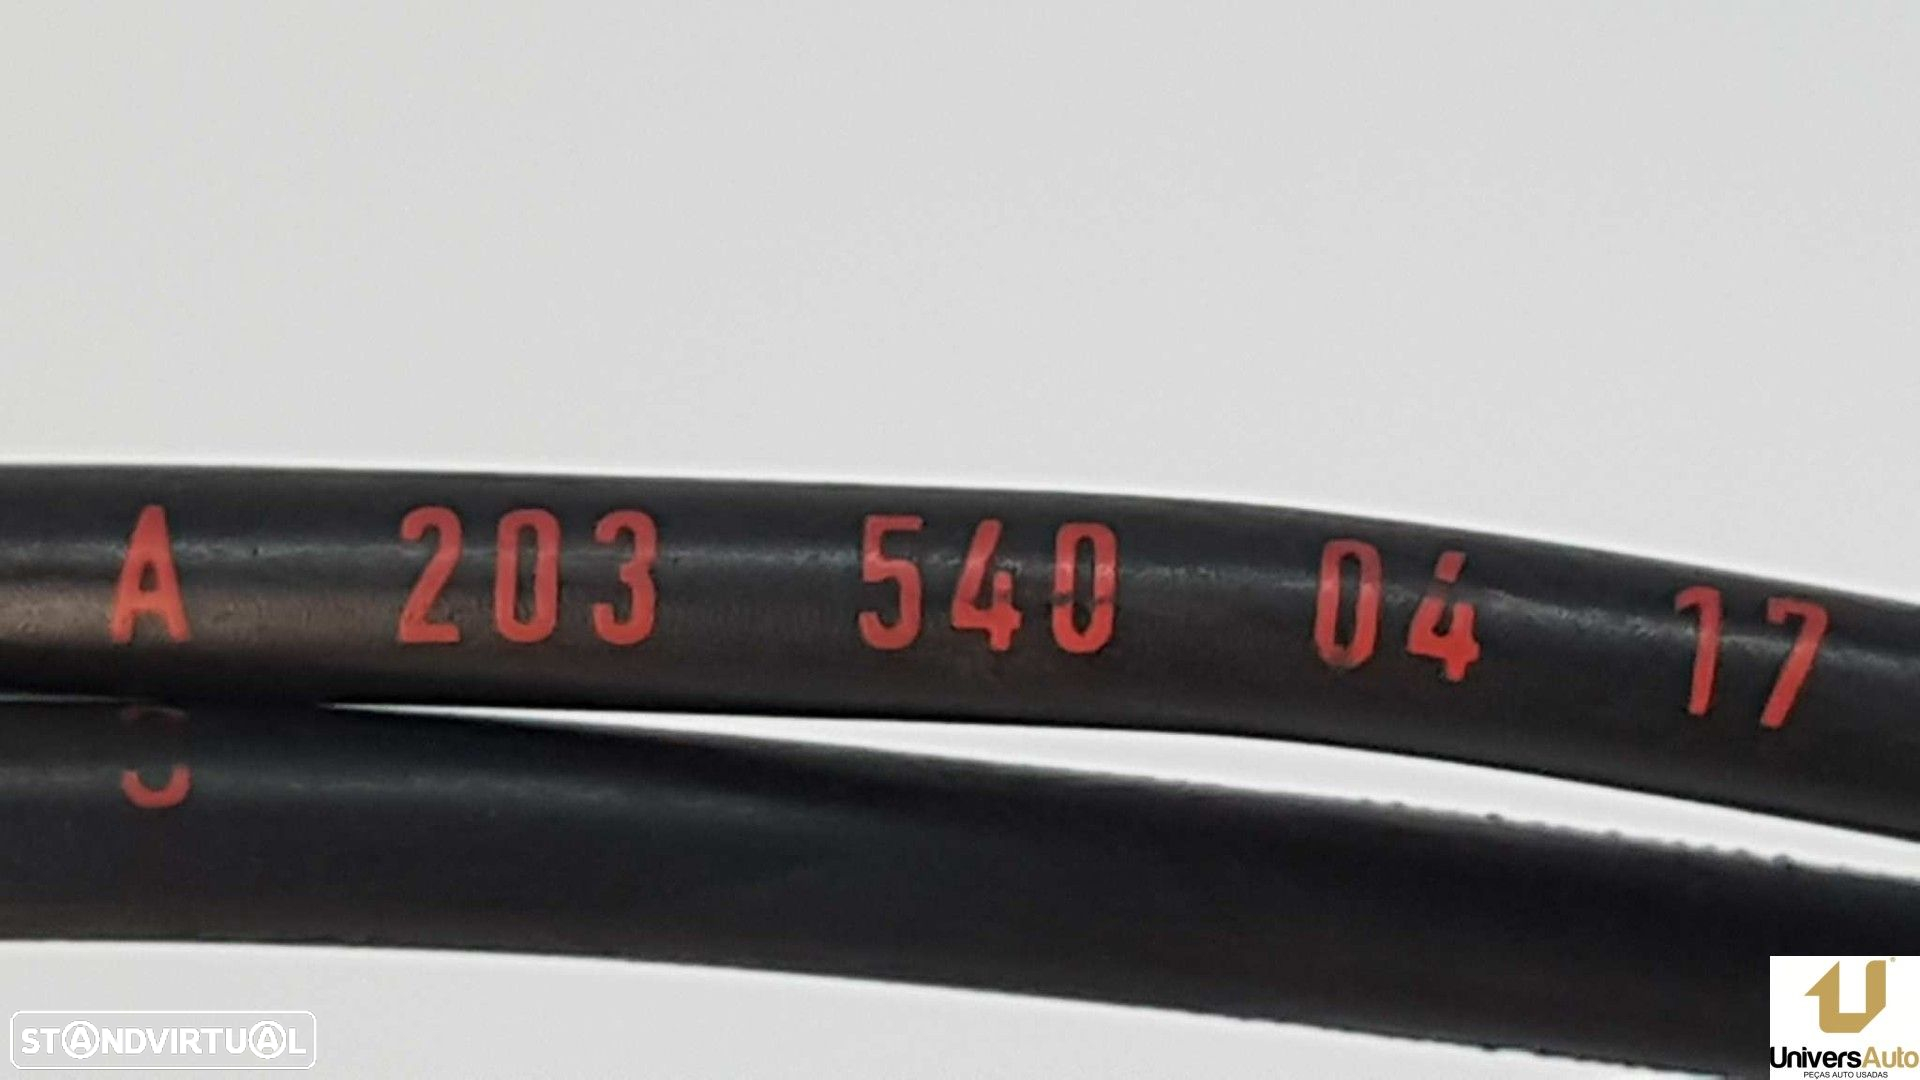 A 203 540 04 17
STANDVIRTUAL
UniversAuto
PEÇAS AUTO USADAS